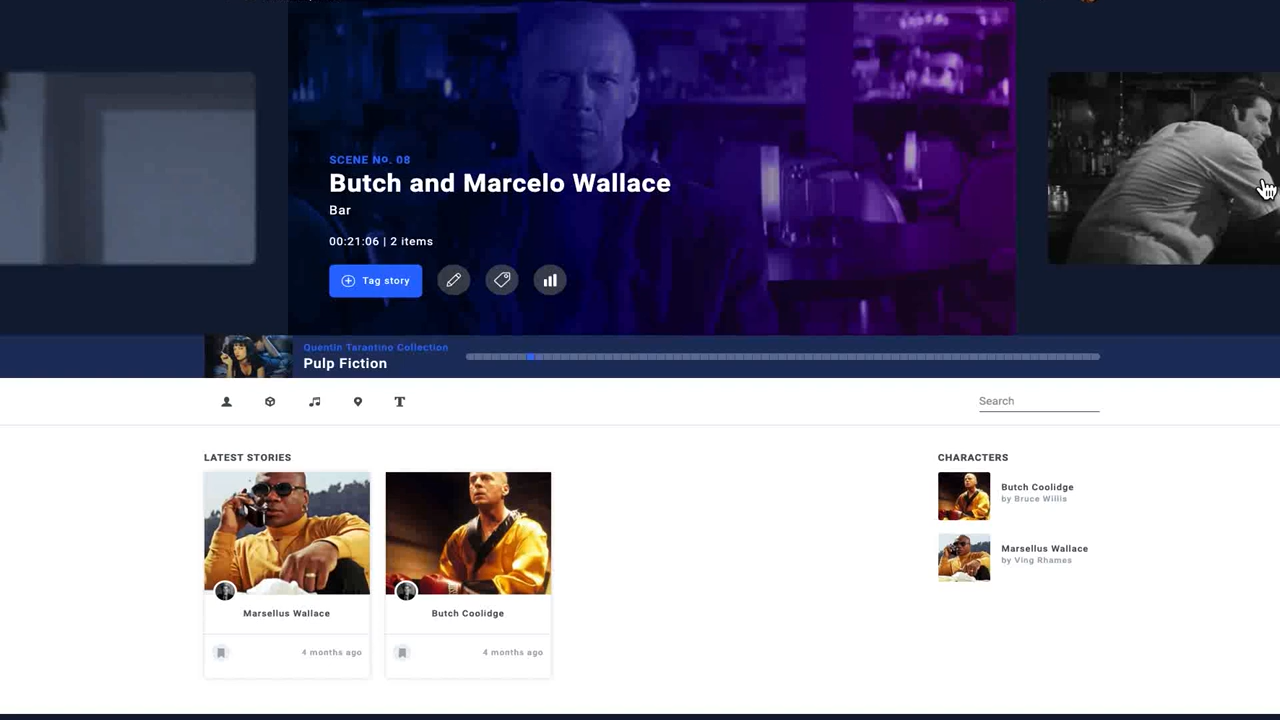 SCENE Nº. 08
Butch and Marcelo Wallace
Bar
00:21:06 | 2 items
Tag story
Quentin Tarantino Collection
Pulp Fiction
T
Search
LATEST STORIES
CHARACTERS
Butch Coolidge
by Bruce Willis
Marsellus Wallace
by Ving Rhames
Marsellus Wallace
Butch Coolidge
4 months ago
4 months ago